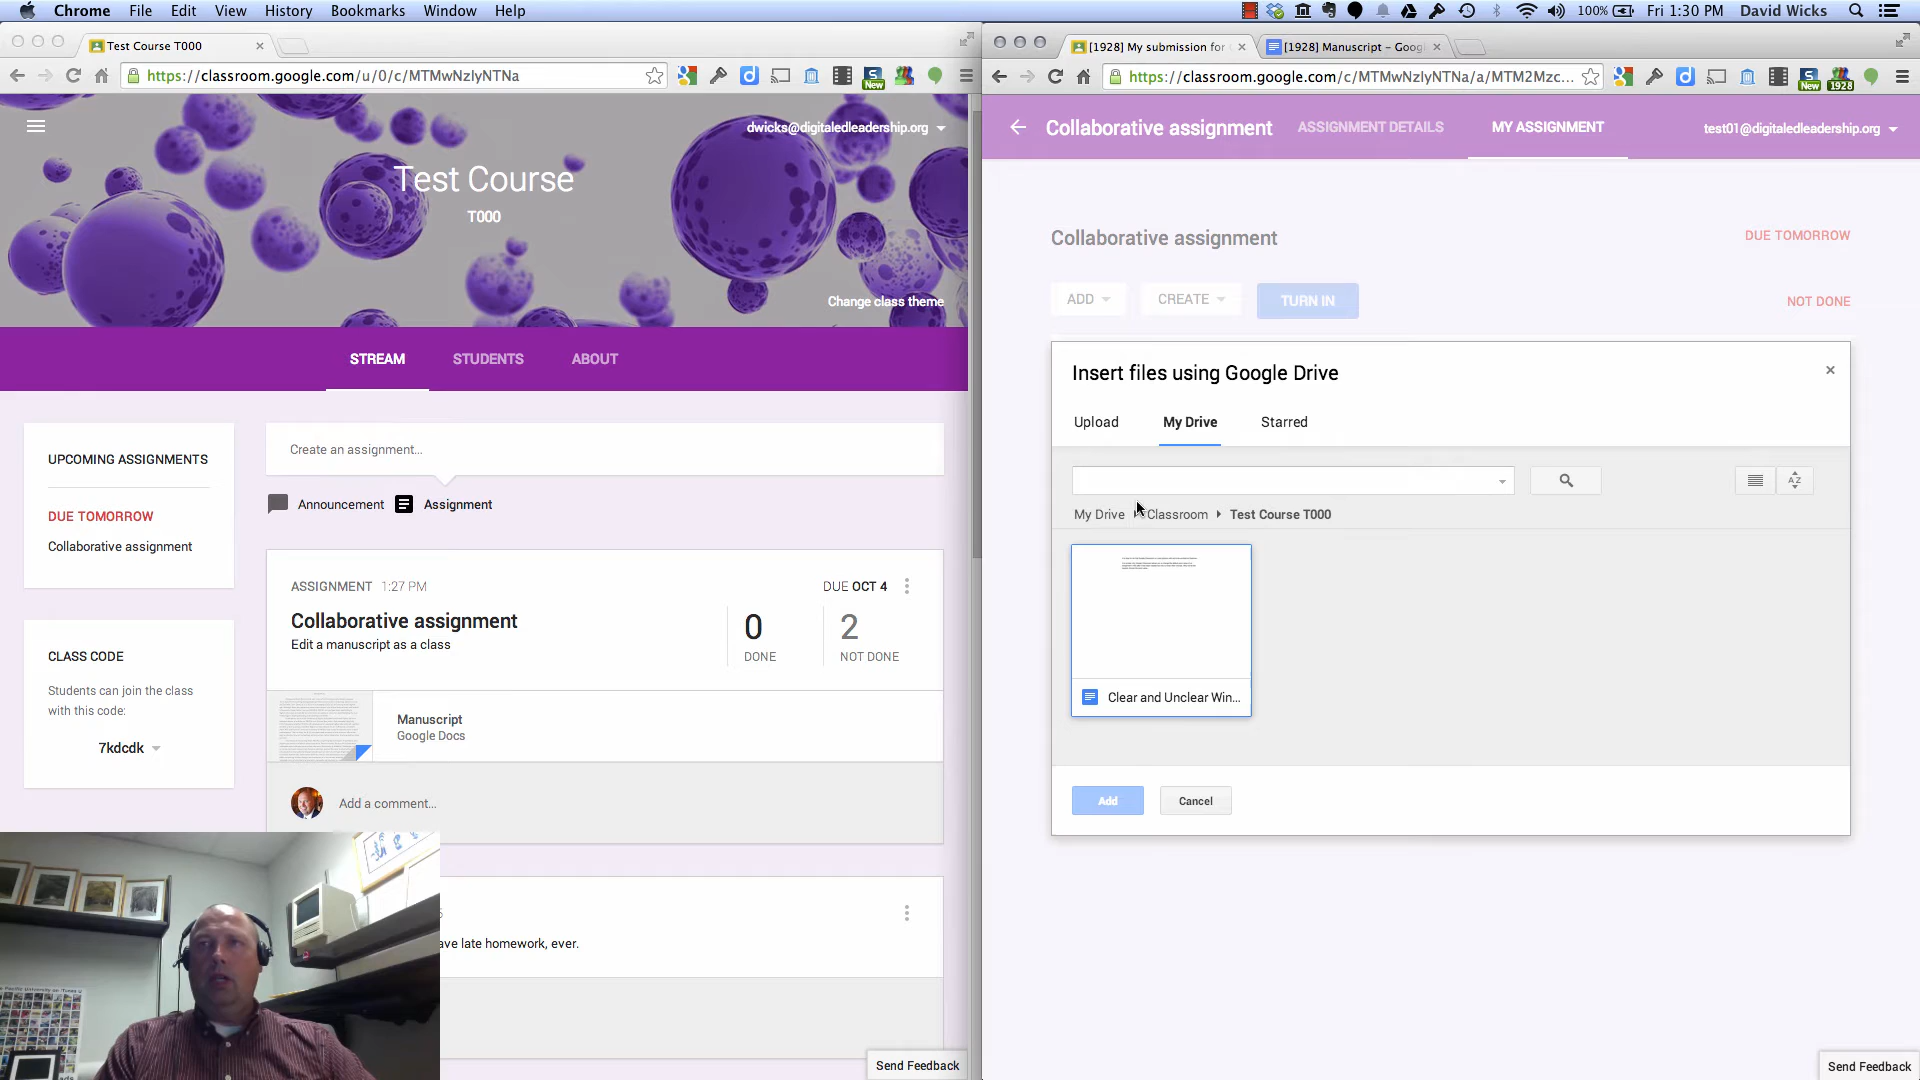 Chrome File Edit View History Bookmarks Window Help
100% Fri 1:30 PM David Wicks
Test Course T000
https://classroom.google.com/u/0/c/MTMwNzIyNTNa
New
dwicks@digitaledleadership.org
Test Course
T000
Change class theme
STREAM STUDENTS ABOUT
UPCOMING ASSIGNMENTS
DUE TOMORROW
Collaborative assignment
CLASS CODE
Students can join the class
with this code:
7kdcdk
Create an assignment...
Announcement Assignment
ASSIGNMENT 1:27 PM
DUE OCT 4
Collaborative assignment
Edit a manuscript as a class
0
DONE
2
NOT DONE
Manuscript
Google Docs
Add a comment...
ave late homework, ever.
Send Feedback
[1928] My submission for
[1928] Manuscript – Goog
https://classroom.google.com/c/MTMwNzIyNTNa/a/MTM2Mzc...
New
1928
Collaborative assignment ASSIGNMENT DETAILS MY ASSIGNMENT
test01@digitaledleadership.org
Collaborative assignment
DUE TOMORROW
ADD CREATE TURN IN
NOT DONE
Insert files using Google Drive
×
Upload My Drive Starred
AZ
My Drive Classroom Test Course T000
Clear and Unclear Win...
Add Cancel
Send Feedback